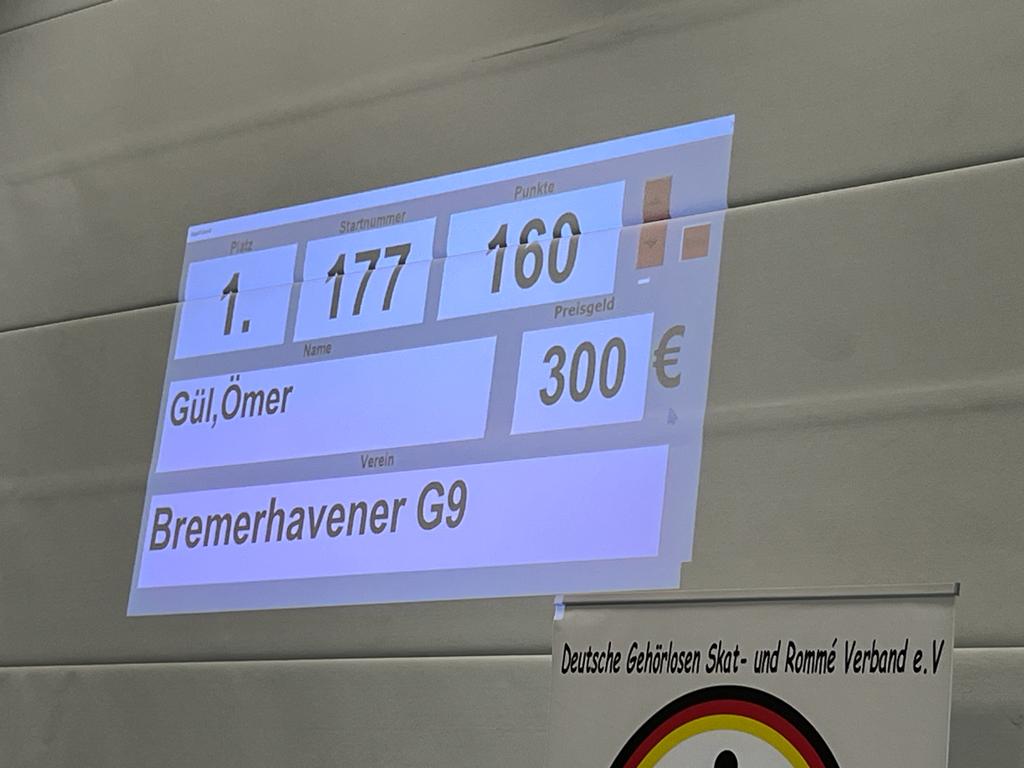 Platz
Startnummer
Punkte
1.
177
160
Name
Preisgeld
Gül,Ömer
300 €
Verein
Bremerhavener G9
Deutsche Gehörlosen Skat- und Rommé Verband e.V